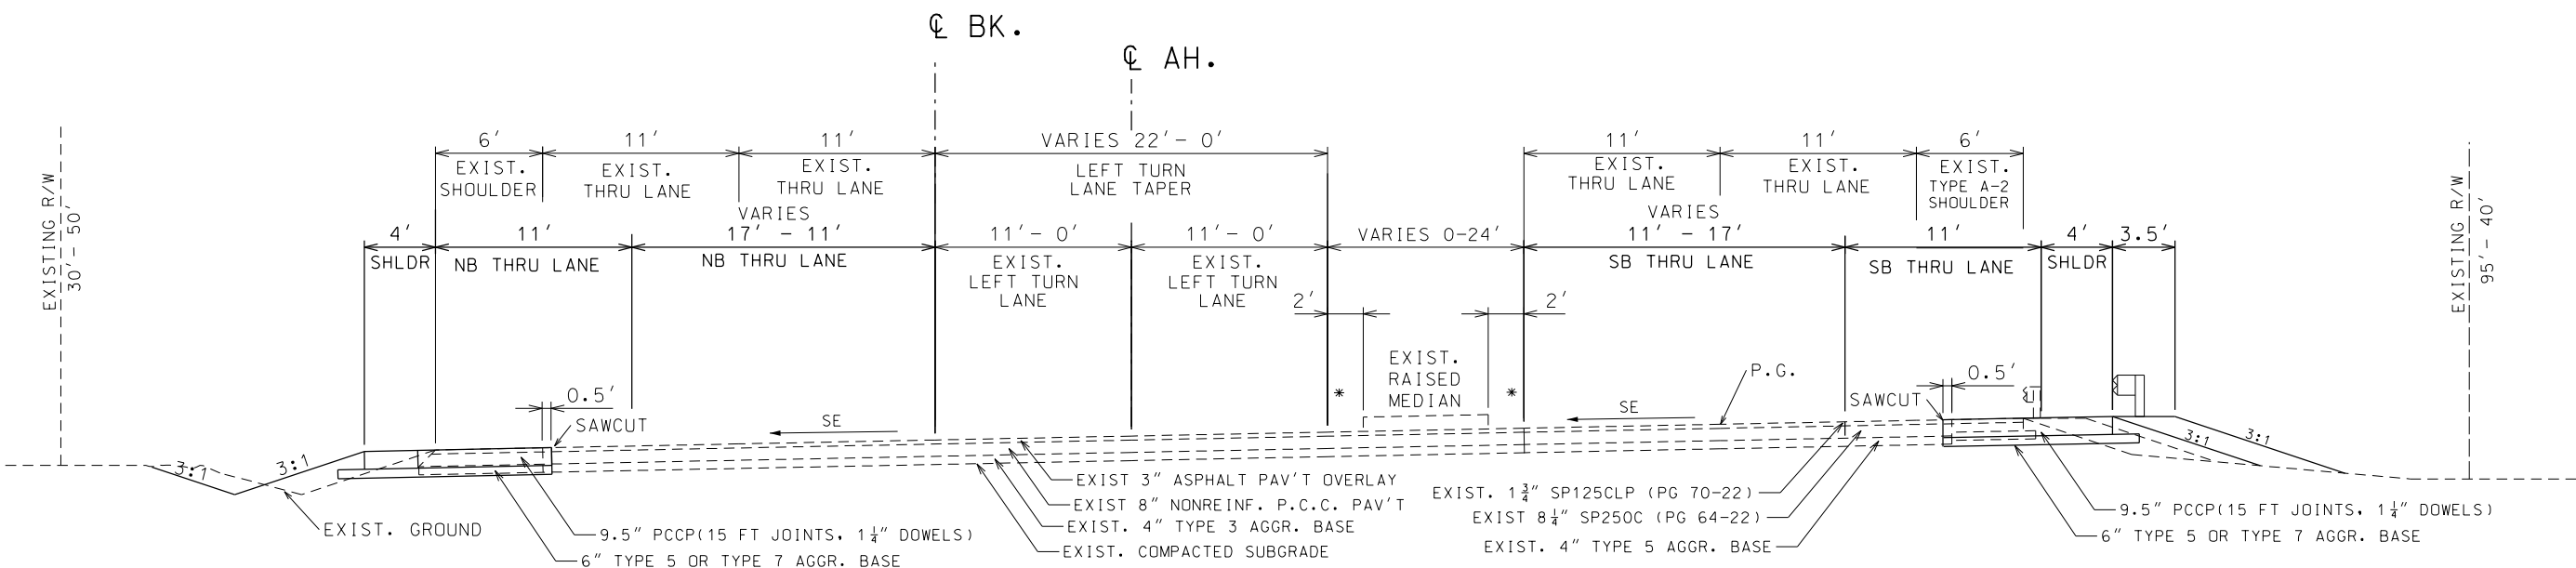 ℄ BK.
℄ AH.
6' 11' 11' VARIES 22'- 0' 11' 11' 6'
EXIST.
SHOULDER
EXIST.
THRU LANE
EXIST.
THRU LANE
LEFT TURN
LANE TAPER
EXIST.
THRU LANE
EXIST.
THRU LANE
EXIST.
TYPE A-2
SHOULDER
EXISTING R/W
30'- 50'
EXISTING R/W
95'- 40'
VARIES
VARIES
4' 11' 17' - 11' 11'- 0' 11'- 0' VARIES 0-24' 11' - 17' 11' 4' 3.5'
SHLDR
NB THRU LANE
NB THRU LANE
EXIST.
LEFT TURN
LANE
EXIST.
LEFT TURN
LANE
SB THRU LANE
SB THRU LANE
SHLDR
2' 2'
EXIST.
RAISED
MEDIAN
* *
P.G.
0.5'
SAWCUT
SE
SE
0.5'
SAWCUT
3:1 3:1
3:1 3:1
EXIST. GROUND
9.5" PCCP(15 FT JOINTS, 1 1/4" DOWELS)
6" TYPE 5 OR TYPE 7 AGGR. BASE
EXIST 3" ASPHALT PAV'T OVERLAY
EXIST 8" NONREINF. P.C.C. PAV'T
EXIST. 4" TYPE 3 AGGR. BASE
EXIST. COMPACTED SUBGRADE
EXIST. 1 3/4" SP125CLP (PG 70-22)
EXIST 8 1/4" SP250C (PG 64-22)
EXIST. 4" TYPE 5 AGGR. BASE
9.5" PCCP(15 FT JOINTS, 1 1/4" DOWELS)
6" TYPE 5 OR TYPE 7 AGGR. BASE